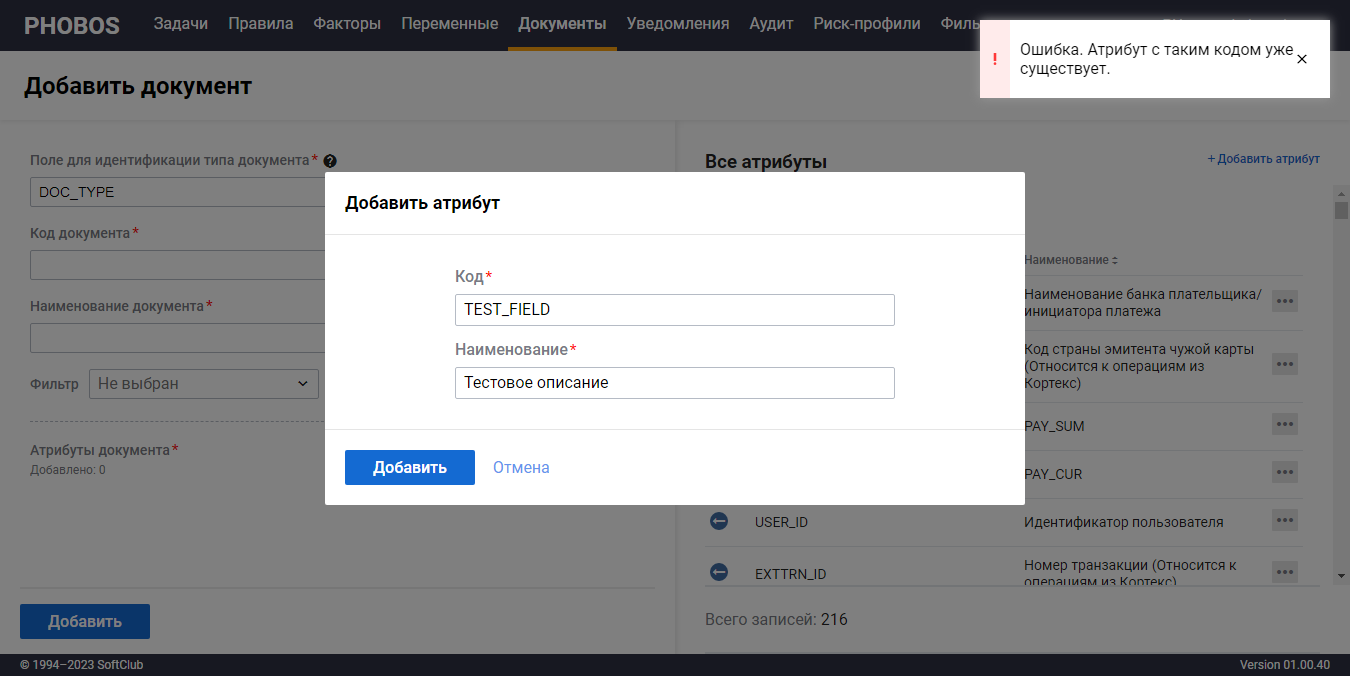 PHOBOS
Задачи
Правила
Факторы
Переменные
Документы
Уведомления
Аудит
Риск-профили
Ошибка. Атрибут с таким кодом уже
существует.
Добавить документ
Поле для идентификации типа документа*
DOC_TYPE
Код документа*
Наименование документа*
Фильтр
Не выбран
Атрибуты документа*
Добавлено: 0
Добавить
Все атрибуты
+ Добавить атрибут
Наименование
Наименование банка плательщика/
инициатора платежа
Код страны эмитента чужой карты
(Относится к операциям из
Кортекс)
PAY_SUM
PAY_CUR
USER_ID
Идентификатор пользователя
EXTTRN_ID
Номер транзакции (Относится к
операциям из Кортекс)
Всего записей: 216
Добавить атрибут
Код*
TEST_FIELD
Наименование*
Тестовое описание
Добавить
Отмена
© 1994–2023 SoftClub
Version 01.00.40